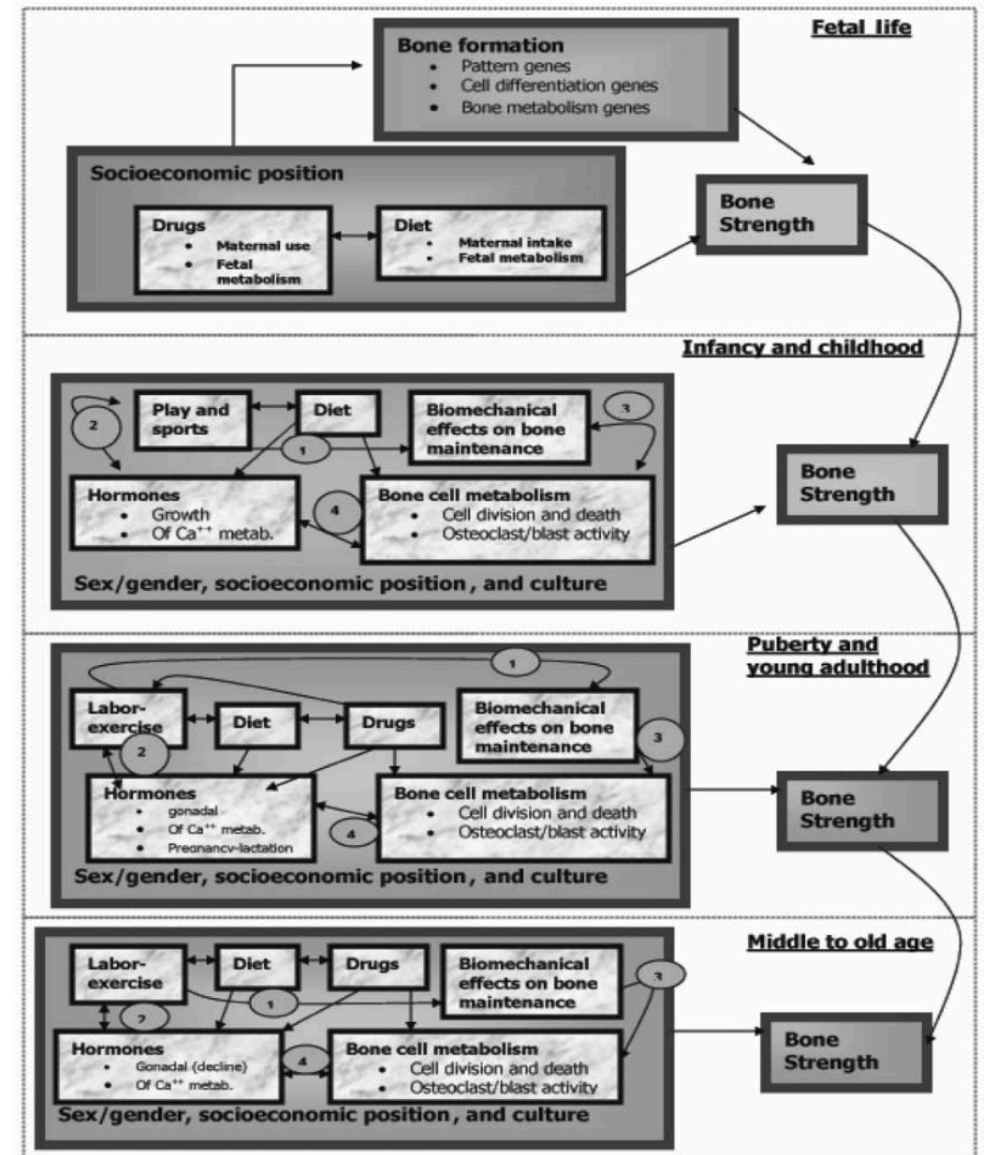 Fetal life
Bone formation
• Pattern genes
• Cell differentiation genes
• Bone metabolism genes
Socioeconomic position
Drugs
• Maternal use
• Fetal
metabolism
Diet
• Maternal intake
• Fetal metabolism
Bone
Strength
Infancy and childhood
Play and
sports
Diet
Biomechanical
effects on bone
maintenance
2
1
3
Hormones
• Growth
• Of Ca⁺⁺ metab.
4
Bone cell metabolism
• Cell division and death
• Osteoclast/blast activity
Sex/gender, socioeconomic position, and culture
Bone
Strength
Puberty and
young adulthood
1
Labor-
exercise
Diet
Drugs
Biomechanical
effects on bone
maintenance
2
3
Hormones
• gonadal
• Of Ca⁺⁺ metab.
• Pregnancy-lactation
4
Bone cell metabolism
• Cell division and death
• Osteoclast/blast activity
Sex/gender, socioeconomic position, and culture
Bone
Strength
Middle to old age
Labor-
exercise
Diet
Drugs
Biomechanical
effects on bone
maintenance
1
3
2
Hormones
• Gonadal (decline)
• Of Ca⁺⁺ metab.
4
Bone cell metabolism
• Cell division and death
• Osteoclast/blast activity
Sex/gender, socioeconomic position, and culture
Bone
Strength